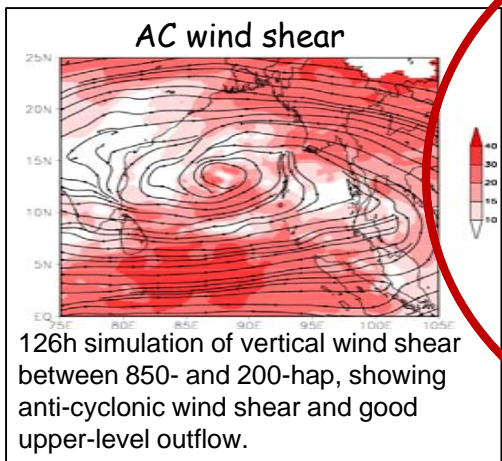 AC wind shear
25N
20N
15N
10N
5N
EQ
75E 80E 85E 90E 95E 100E 105E
40
30
20
15
10
126h simulation of vertical wind shear
between 850- and 200-hap, showing
anti-cyclonic wind shear and good
upper-level outflow.